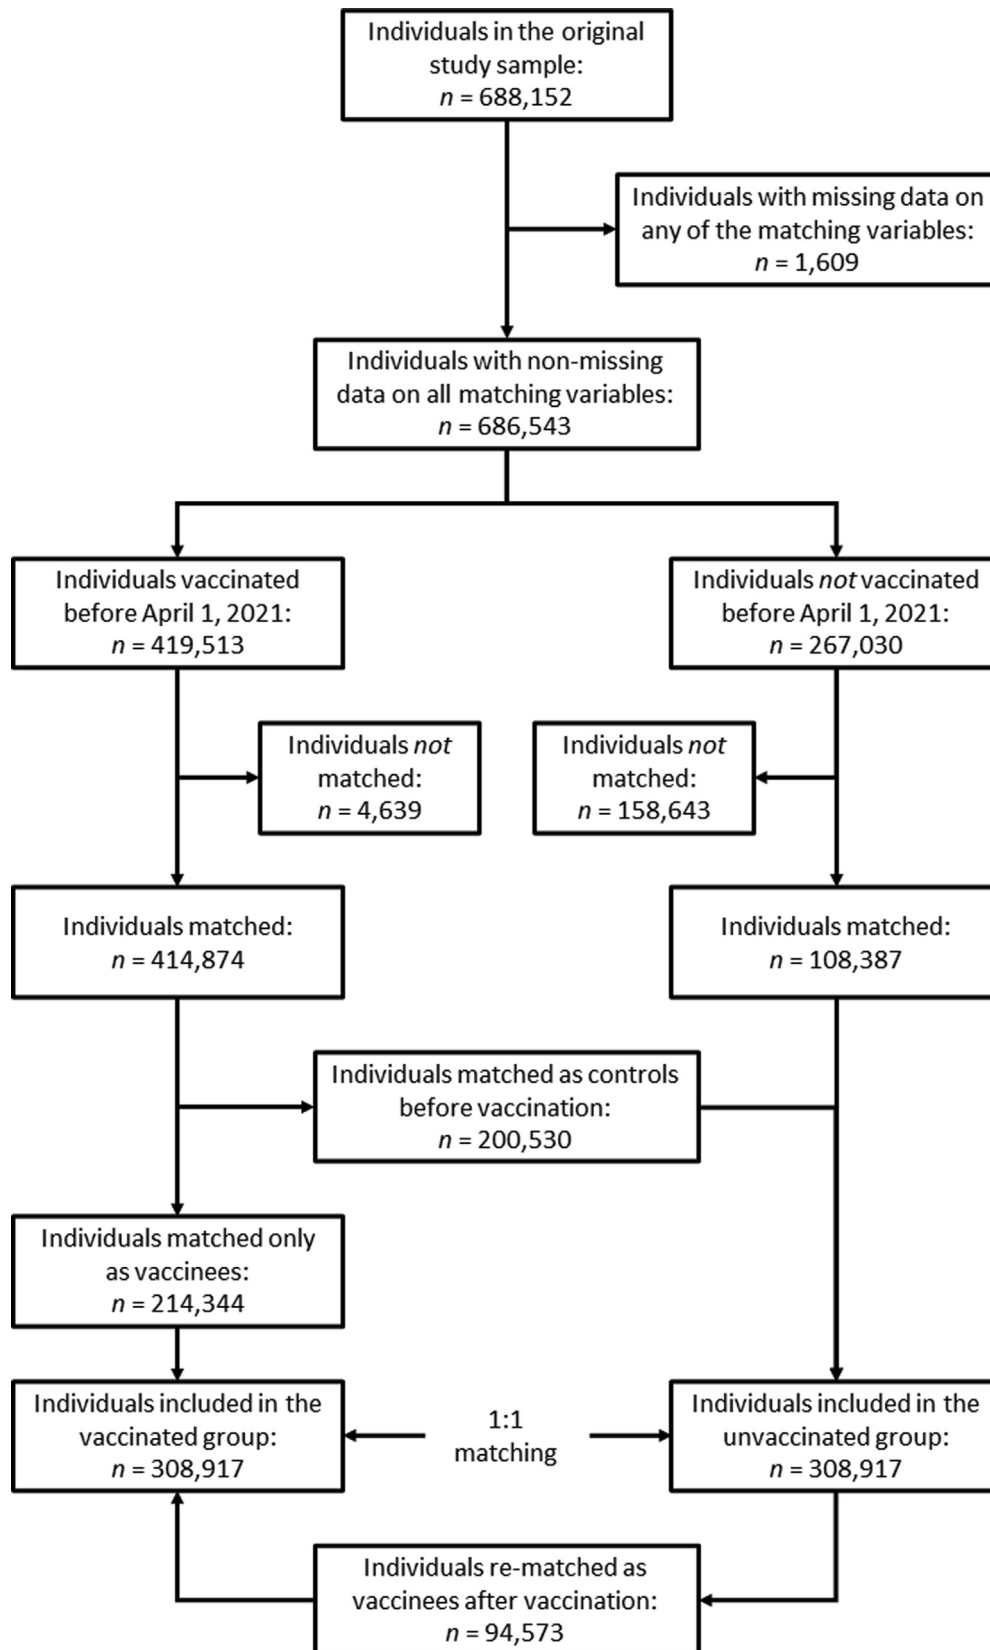 Individuals in the original
study sample:
n = 688,152
Individuals with missing data on
any of the matching variables:
n = 1,609
Individuals with non-missing
data on all matching variables:
n = 686,543
Individuals vaccinated
before April 1, 2021:
n = 419,513
Individuals not vaccinated
before April 1, 2021:
n = 267,030
Individuals not
matched:
n = 4,639
Individuals not
matched:
n = 158,643
Individuals matched:
n = 414,874
Individuals matched:
n = 108,387
Individuals matched as controls
before vaccination:
n = 200,530
Individuals matched only
as vaccinees:
n = 214,344
Individuals included in the
vaccinated group:
n = 308,917
1:1
matching
Individuals included in the
unvaccinated group:
n = 308,917
Individuals re-matched as
vaccinees after vaccination:
n = 94,573